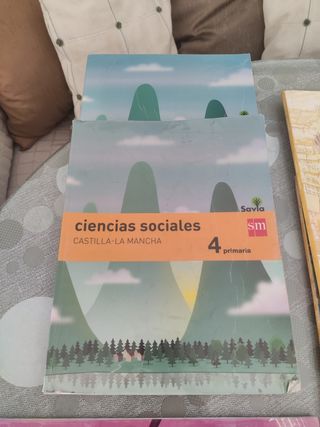 Savia
ciencias sociales
sm
CASTILLA-LA MANCHA
4 primaria